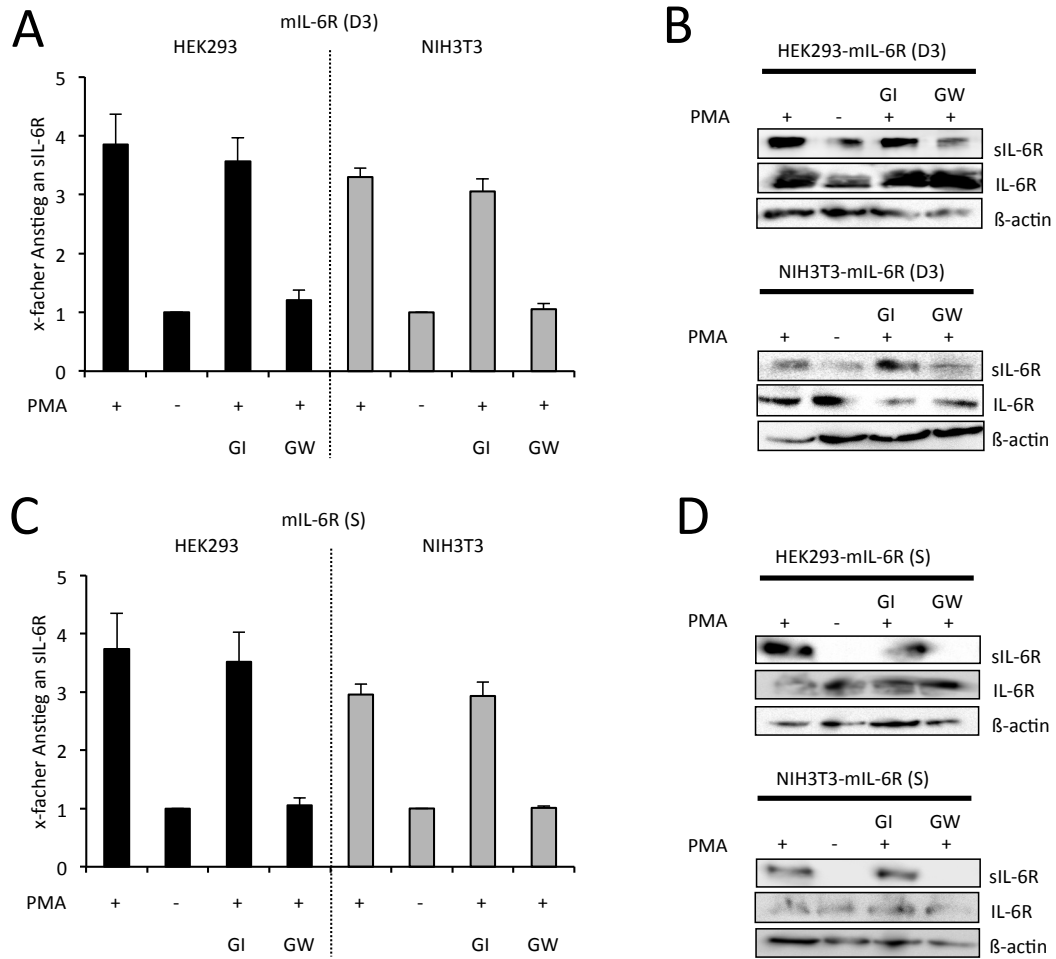 A
mIL-6R (D3)
HEK293
NIH3T3
x-facher Anstieg an sIL-6R
5
4
3
2
1
0
PMA
+ - + + + - + +
GI GW GI GW
B
HEK293-mIL-6R (D3)
GI GW
PMA + - + +
sIL-6R
IL-6R
ß-actin
NIH3T3-mIL-6R (D3)
GI GW
PMA + - + +
sIL-6R
IL-6R
ß-actin
C
mIL-6R (S)
HEK293
NIH3T3
x-facher Anstieg an sIL-6R
5
4
3
2
1
0
PMA
+ - + + + - + +
GI GW GI GW
D
HEK293-mIL-6R (S)
GI GW
PMA + - + +
sIL-6R
IL-6R
ß-actin
NIH3T3-mIL-6R (S)
GI GW
PMA + - + +
sIL-6R
IL-6R
ß-actin